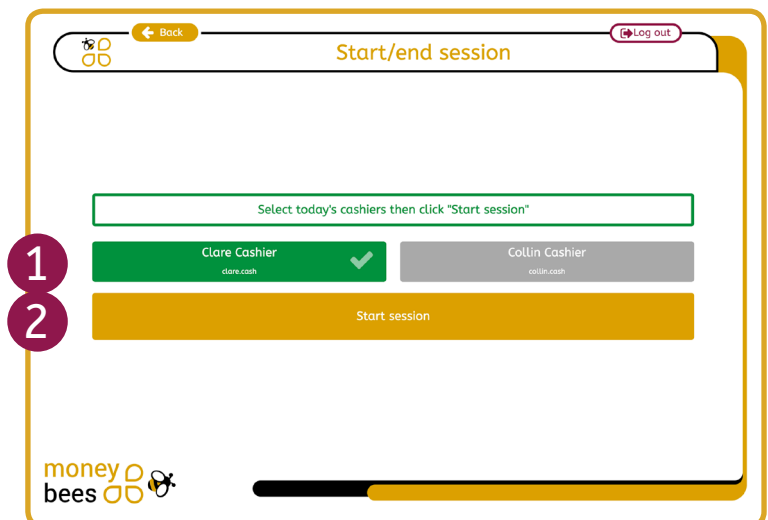 Back
Log out
Start/end session
Select today's cashiers then click "Start session"
1
Clare Cashier
clare.cash
Collin Cashier
collin.cash
2
Start session
money
bees